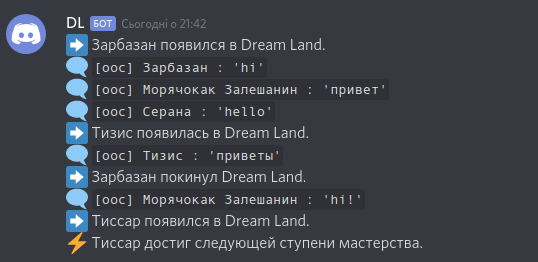 DL БОТ Сьогодні о 21:42
➡ Зарбазан появился в Dream Land.
[ooc] Зарбазан : 'hi'
[ooc] Морячокак Запешанин : 'привет'
[ooc] Серана : 'hello'
➡ Тизис появилась в Dream Land.
[ooc] Тизис : 'приветы'
➡ Зарбазан покинул Dream Land.
[ooc] Морячокак Запешанин : 'hi!'
➡ Тиссар появился в Dream Land.
⚡ Тиссар достиг следующей ступени мастерства.